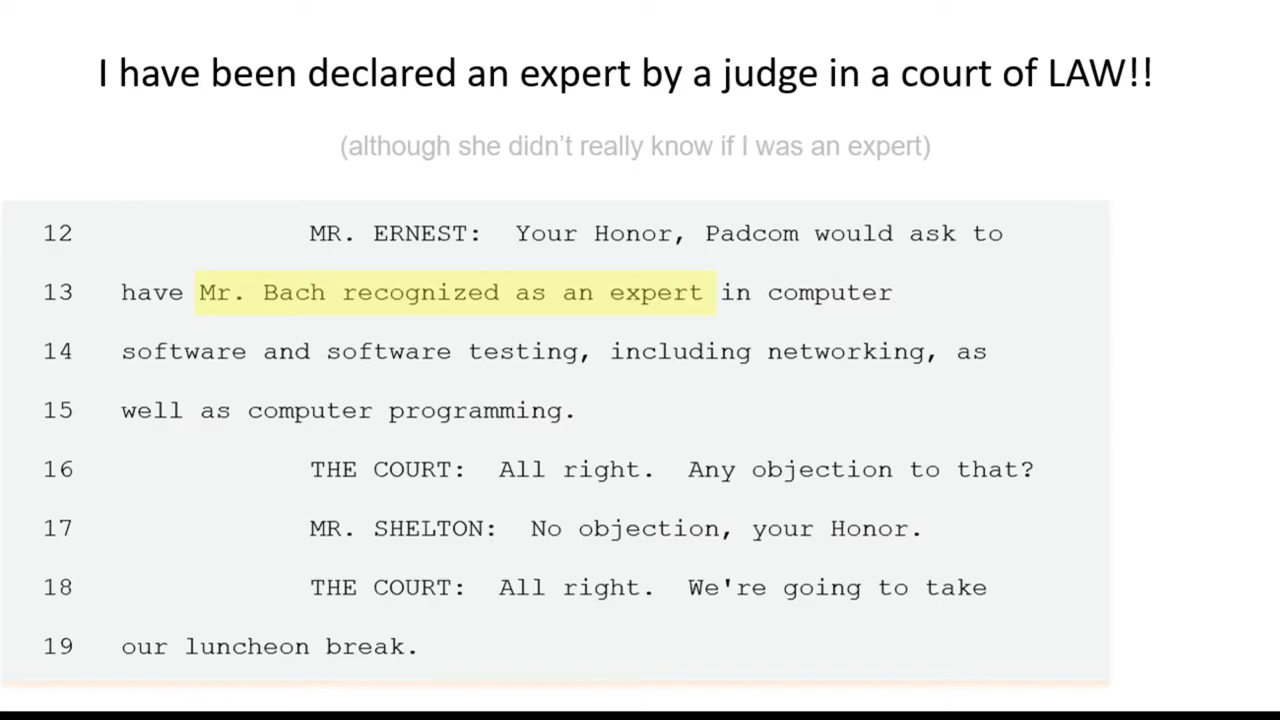 I have been declared an expert by a judge in a court of LAW!!
(although she didn't really know if I was an expert)
12 MR. ERNEST: Your Honor, Padcom would ask to
13 have Mr. Bach recognized as an expert in computer
14 software and software testing, including networking, as
15 well as computer programming.
16 THE COURT: All right. Any objection to that?
17 MR. SHELTON: No objection, your Honor.
18 THE COURT: All right. We're going to take
19 our luncheon break.